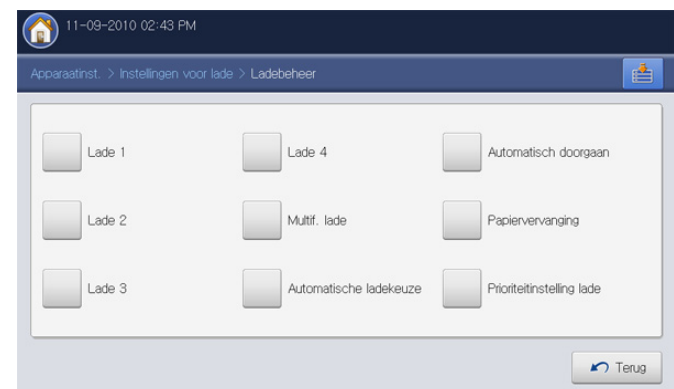 11-09-2010 02:43 PM
Apparaatinst. > Instellingen voor lade > Ladebeheer
Lade 1
Lade 4
Automatisch doorgaan
Lade 2
Multif. lade
Papiervervanging
Lade 3
Automatische ladekeuze
Prioriteitinstelling lade
Terug